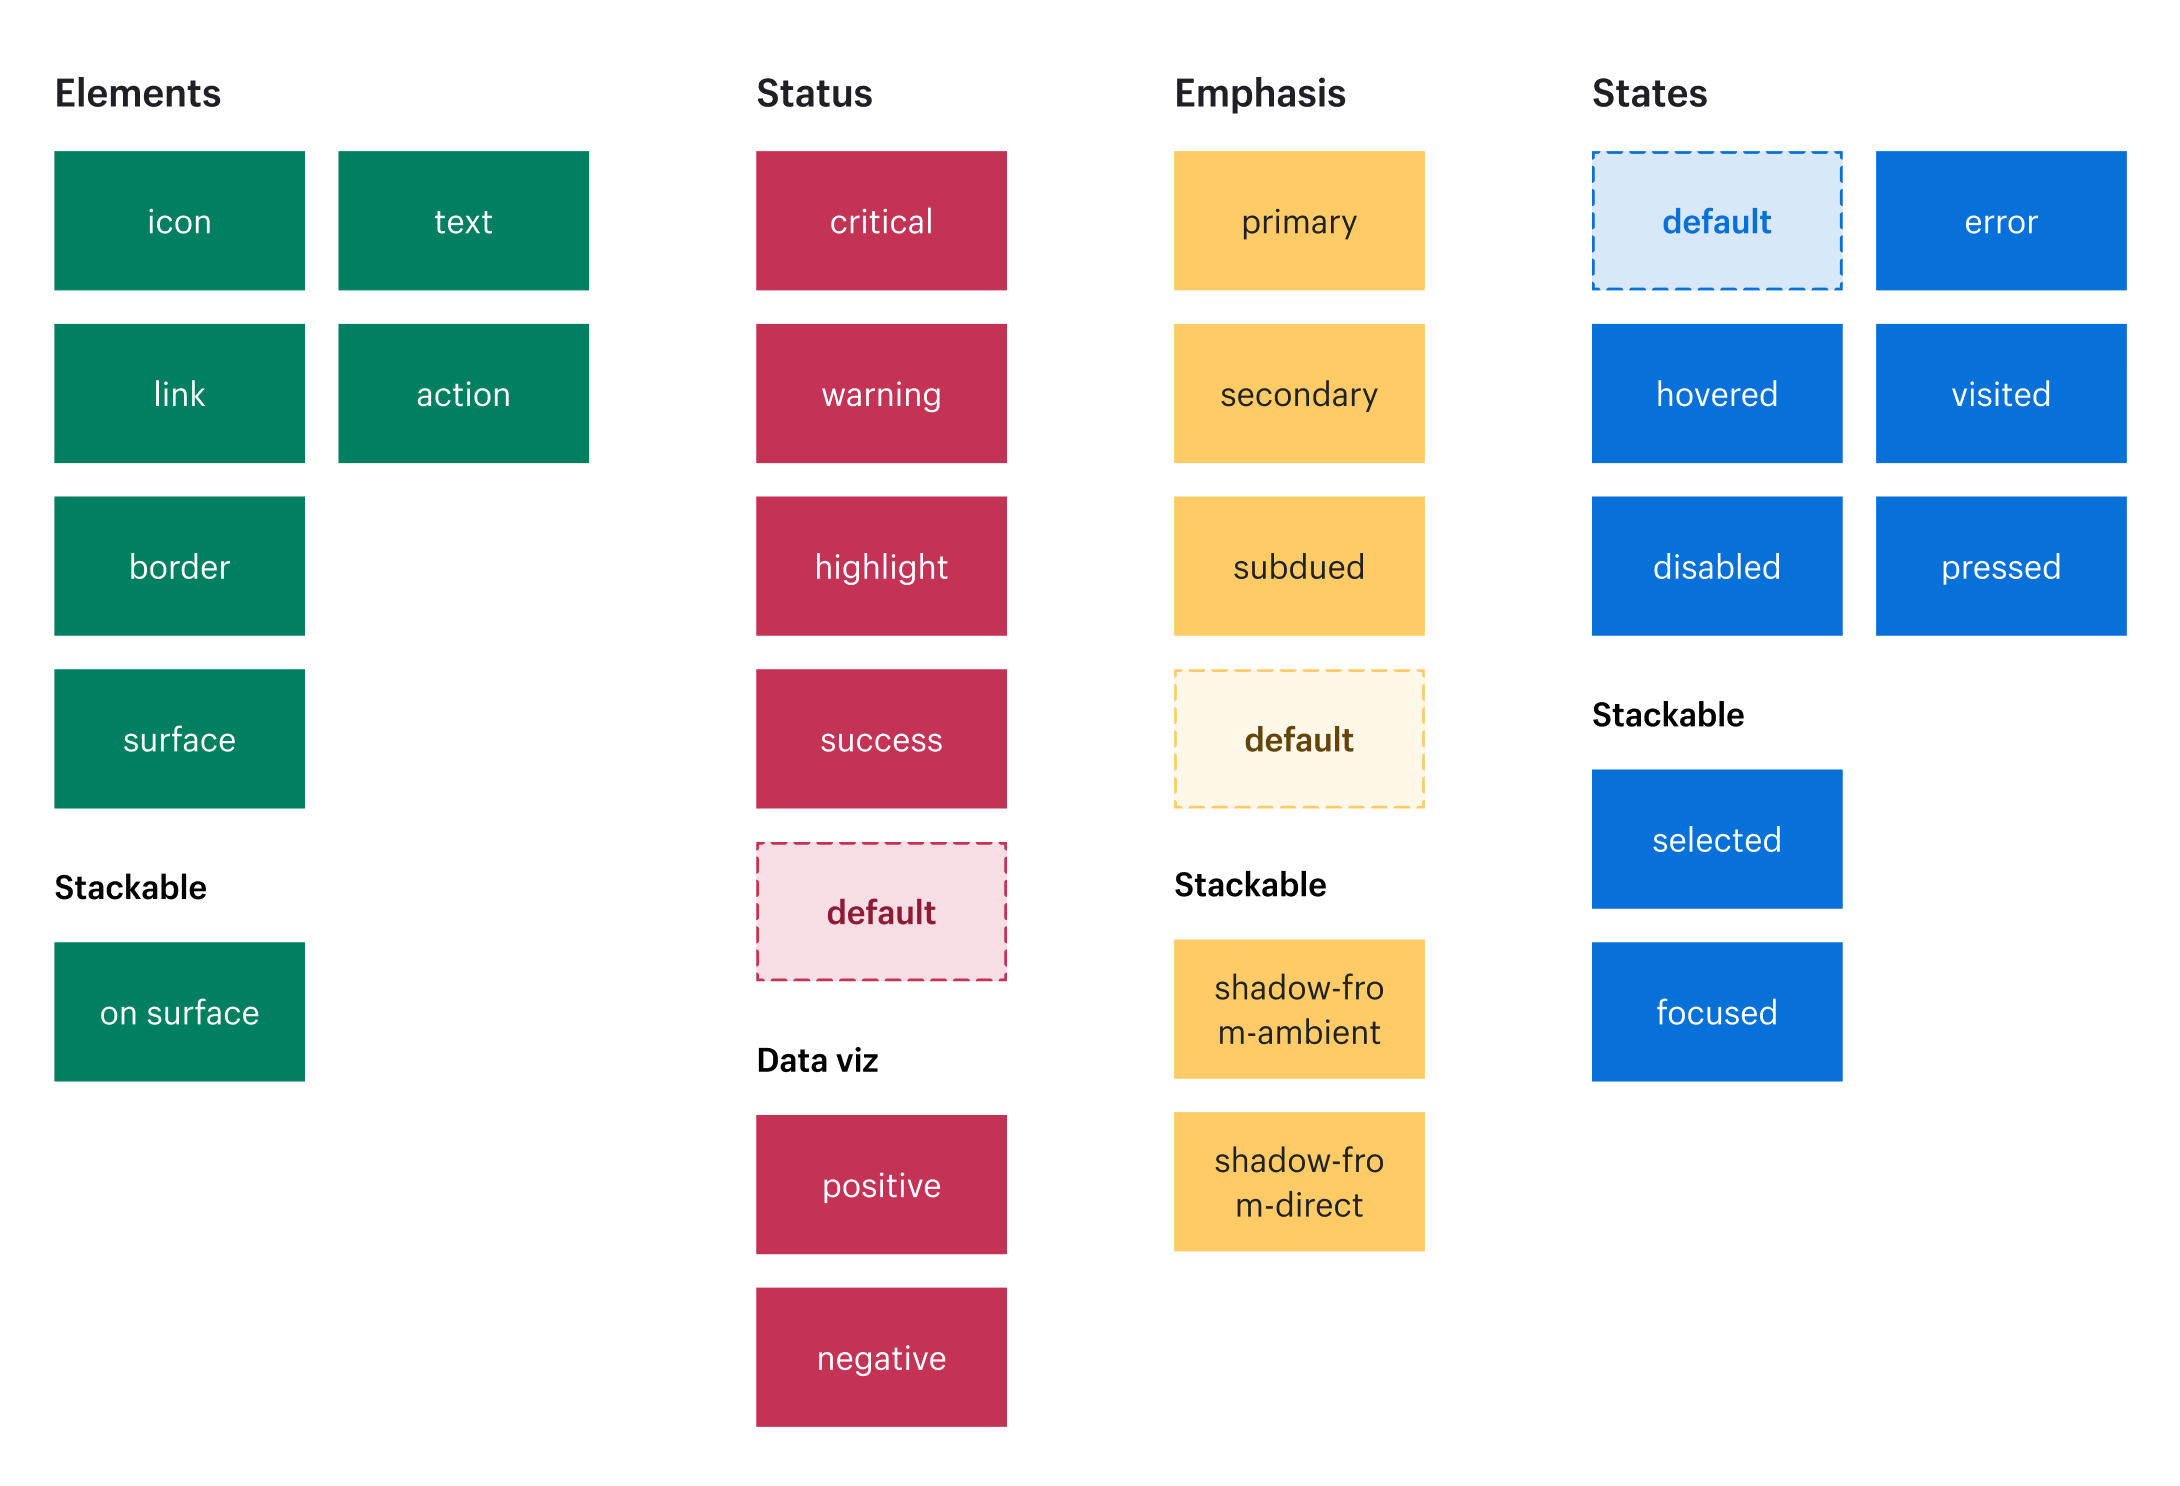 Elements
icon
text
link
action
border
surface
Stackable
on surface
Status
critical
warning
highlight
success
default
Data viz
positive
negative
Emphasis
primary
secondary
subdued
default
Stackable
shadow-fro
m-ambient
shadow-fro
m-direct
States
default
error
hovered
visited
disabled
pressed
Stackable
selected
focused